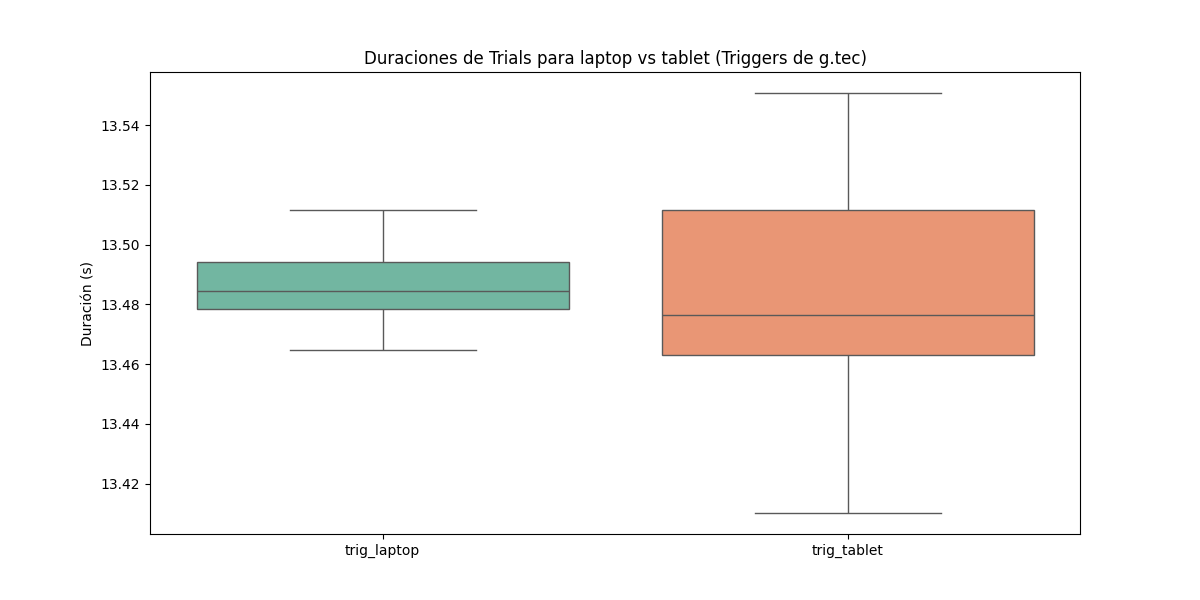 Duraciones de Trials para laptop vs tablet (Triggers de g.tec)
Duración (s)
13.54
13.52
13.50
13.48
13.46
13.44
13.42
trig_laptop
trig_tablet